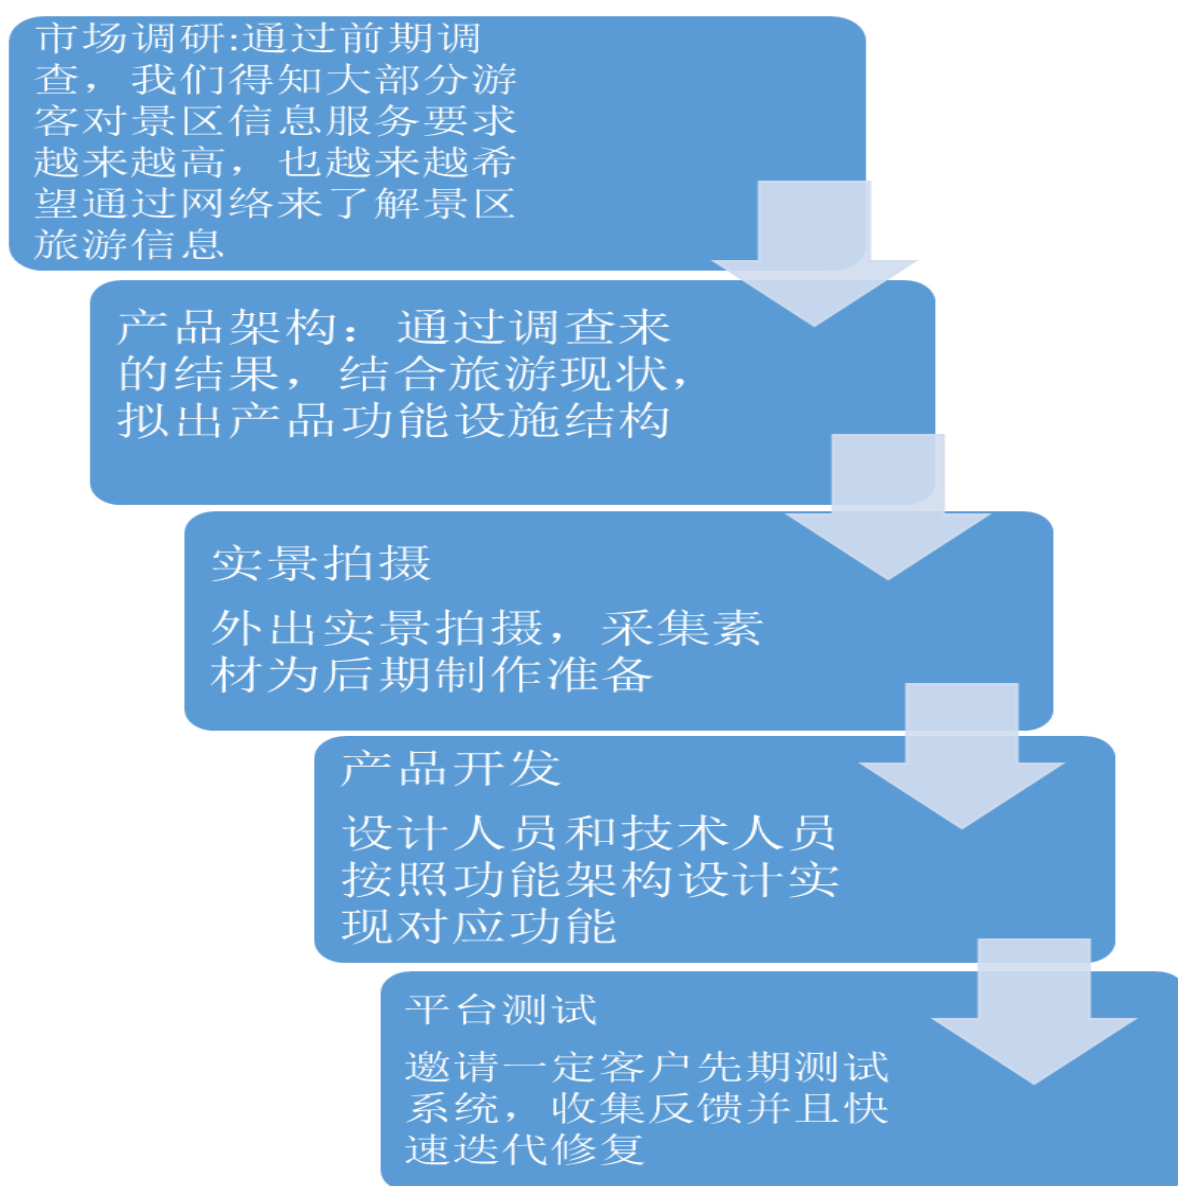 市场调研:通过前期调
查，我们得知大部分游
客对景区信息服务要求
越来越高，也越来越希
望通过网络来了解景区
旅游信息
产品架构：通过调查来
的结果，结合旅游现状，
拟出产品功能设施结构
实景拍摄
外出实景拍摄，采集素
材为后期制作准备
产品开发
设计人员和技术人员
按照功能架构设计实
现对应功能
平台测试
邀请一定客户先期测试
系统，收集反馈并且快
速迭代修复